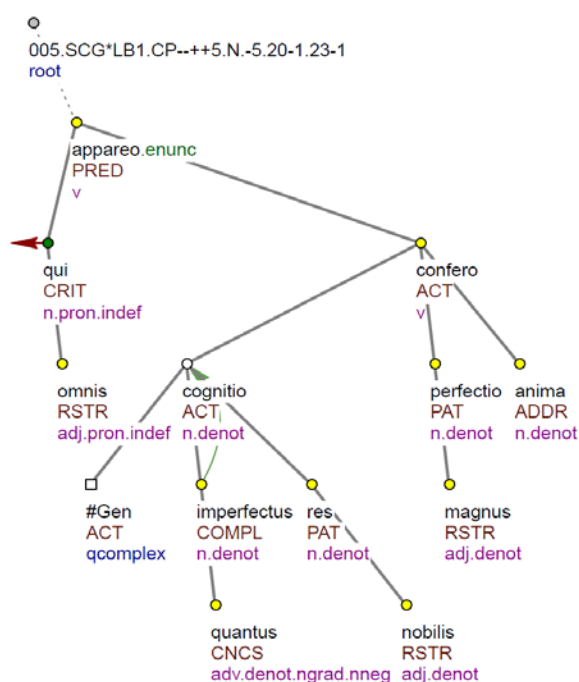 005.SCG*LB1.CP--++5.N.-5.20-1.23-1
root
appareo.enunc
PRED
v
qui
CRIT
n.pron.indef
confero
ACT
v
omnis
RSTR
adj.pron.indef
cognitio
ACT
n.denot
perfectio
PAT
n.denot
anima
ADDR
n.denot
#Gen
ACT
qcomplex
imperfectus
COMPL
n.denot
res
PAT
n.denot
magnus
RSTR
adj.denot
quantus
CNCS
adv.denot.ngrad.nneg
nobilis
RSTR
adj.denot